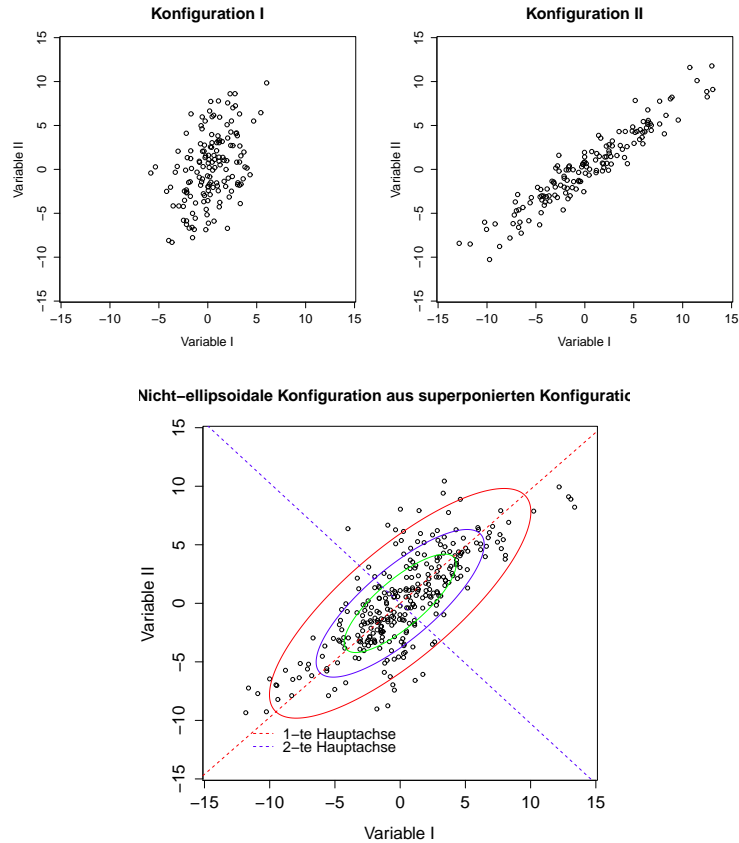 Konfiguration I
Konfiguration II
15
10
5
0
−5
−10
−15
Variable II
−15 −10 −5 0 5 10 15
Variable I
15
10
5
0
−5
−10
−15
Variable II
−15 −10 −5 0 5 10 15
Variable I
Nicht−ellipsoidale Konfiguration aus superponierten Konfiguratic
15
10
5
0
−5
−10
−15
Variable II
1−te Hauptachse
2−te Hauptachse
−15 −10 −5 0 5 10 15
Variable I